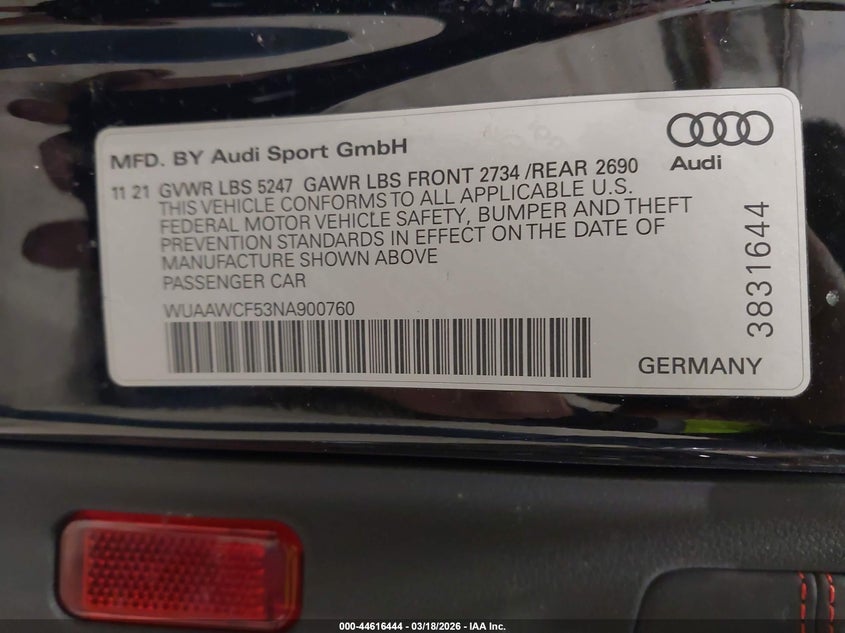 MFD. BY Audi Sport GmbH
Audi
11 21 GVWR LBS 5247 GAWR LBS FRONT 2734 /REAR 2690
THIS VEHICLE CONFORMS TO ALL APPLICABLE U.S.
FEDERAL MOTOR VEHICLE SAFETY, BUMPER AND THEFT
PREVENTION STANDARDS IN EFFECT ON THE DATE OF
MANUFACTURE SHOWN ABOVE
PASSENGER CAR
WUAAWCF53NA900760
3831644
GERMANY
000-44616444 - 03/18/2026 - IAA Inc.